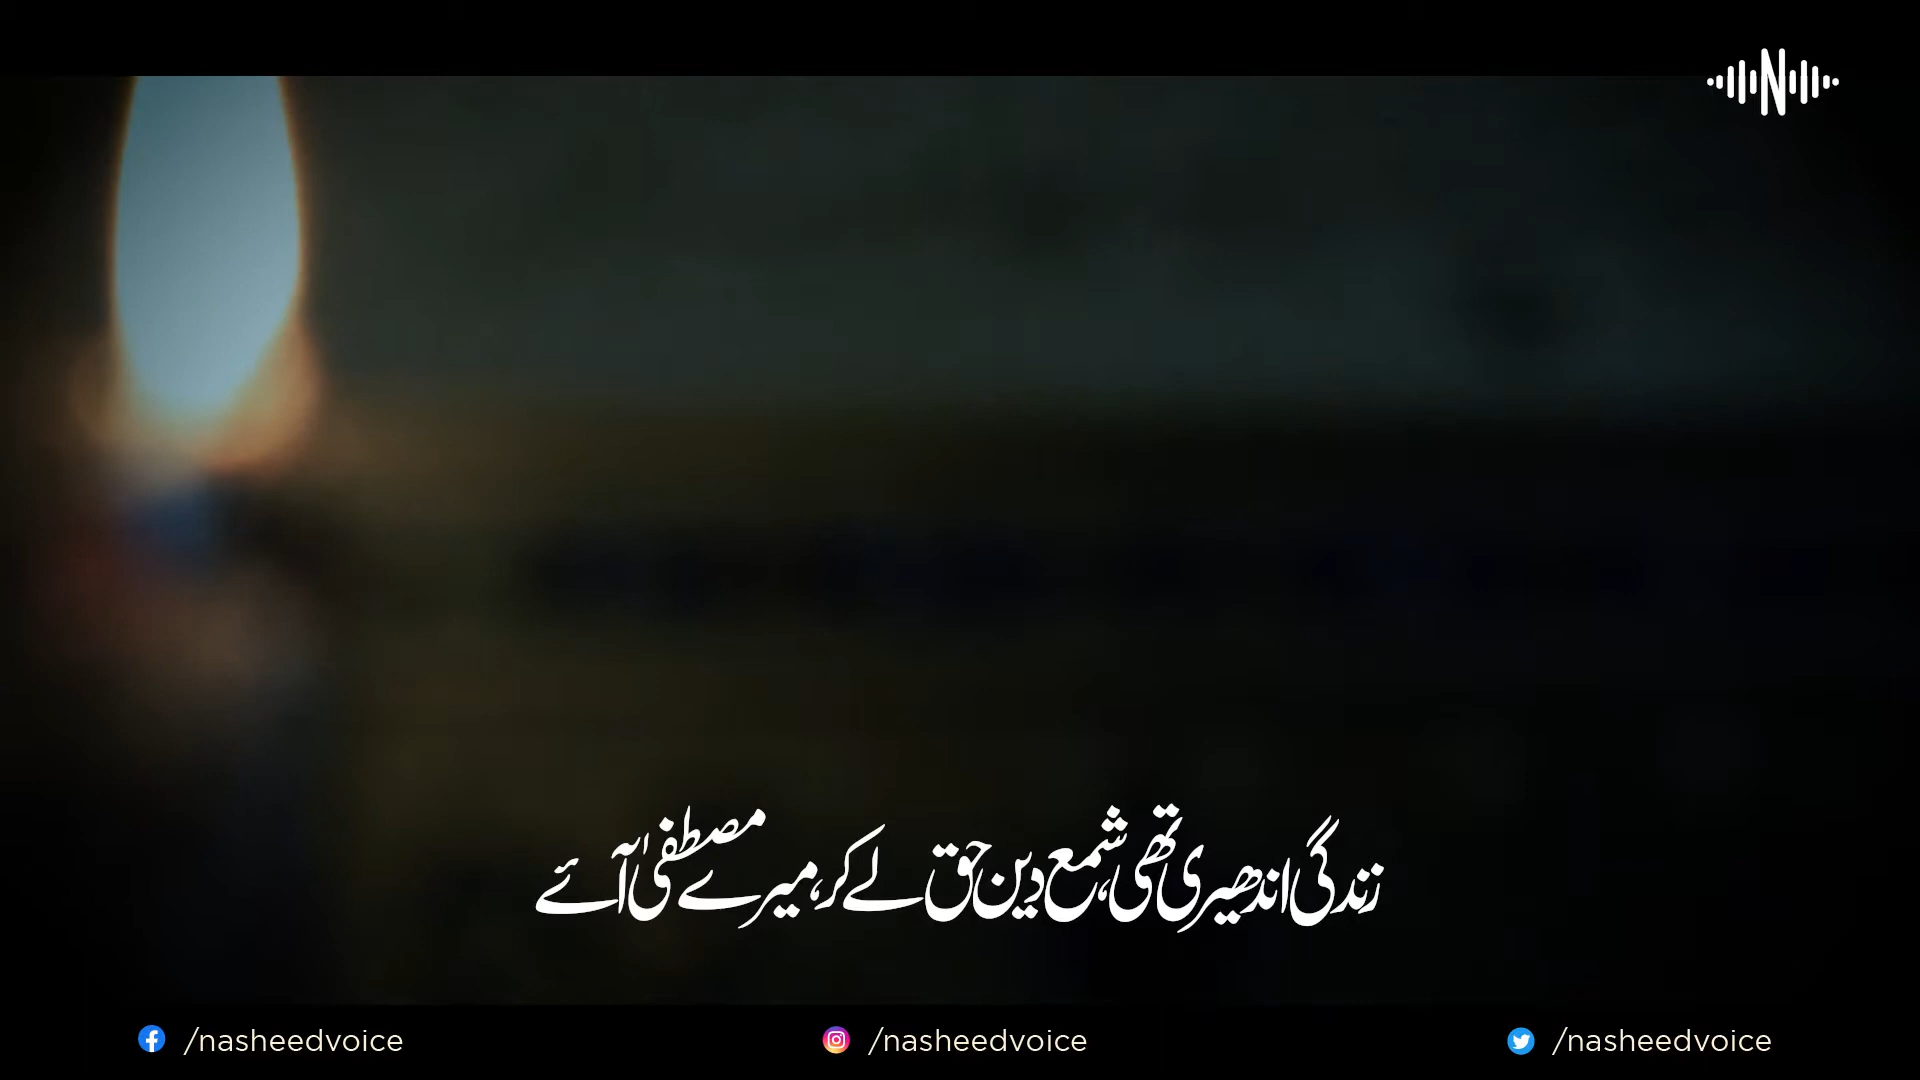 زندگی اندھیری تھی، شمع دین حق لے کر، میرے مصطفیٰ آئے
/nasheedvoice
/nasheedvoice
/nasheedvoice